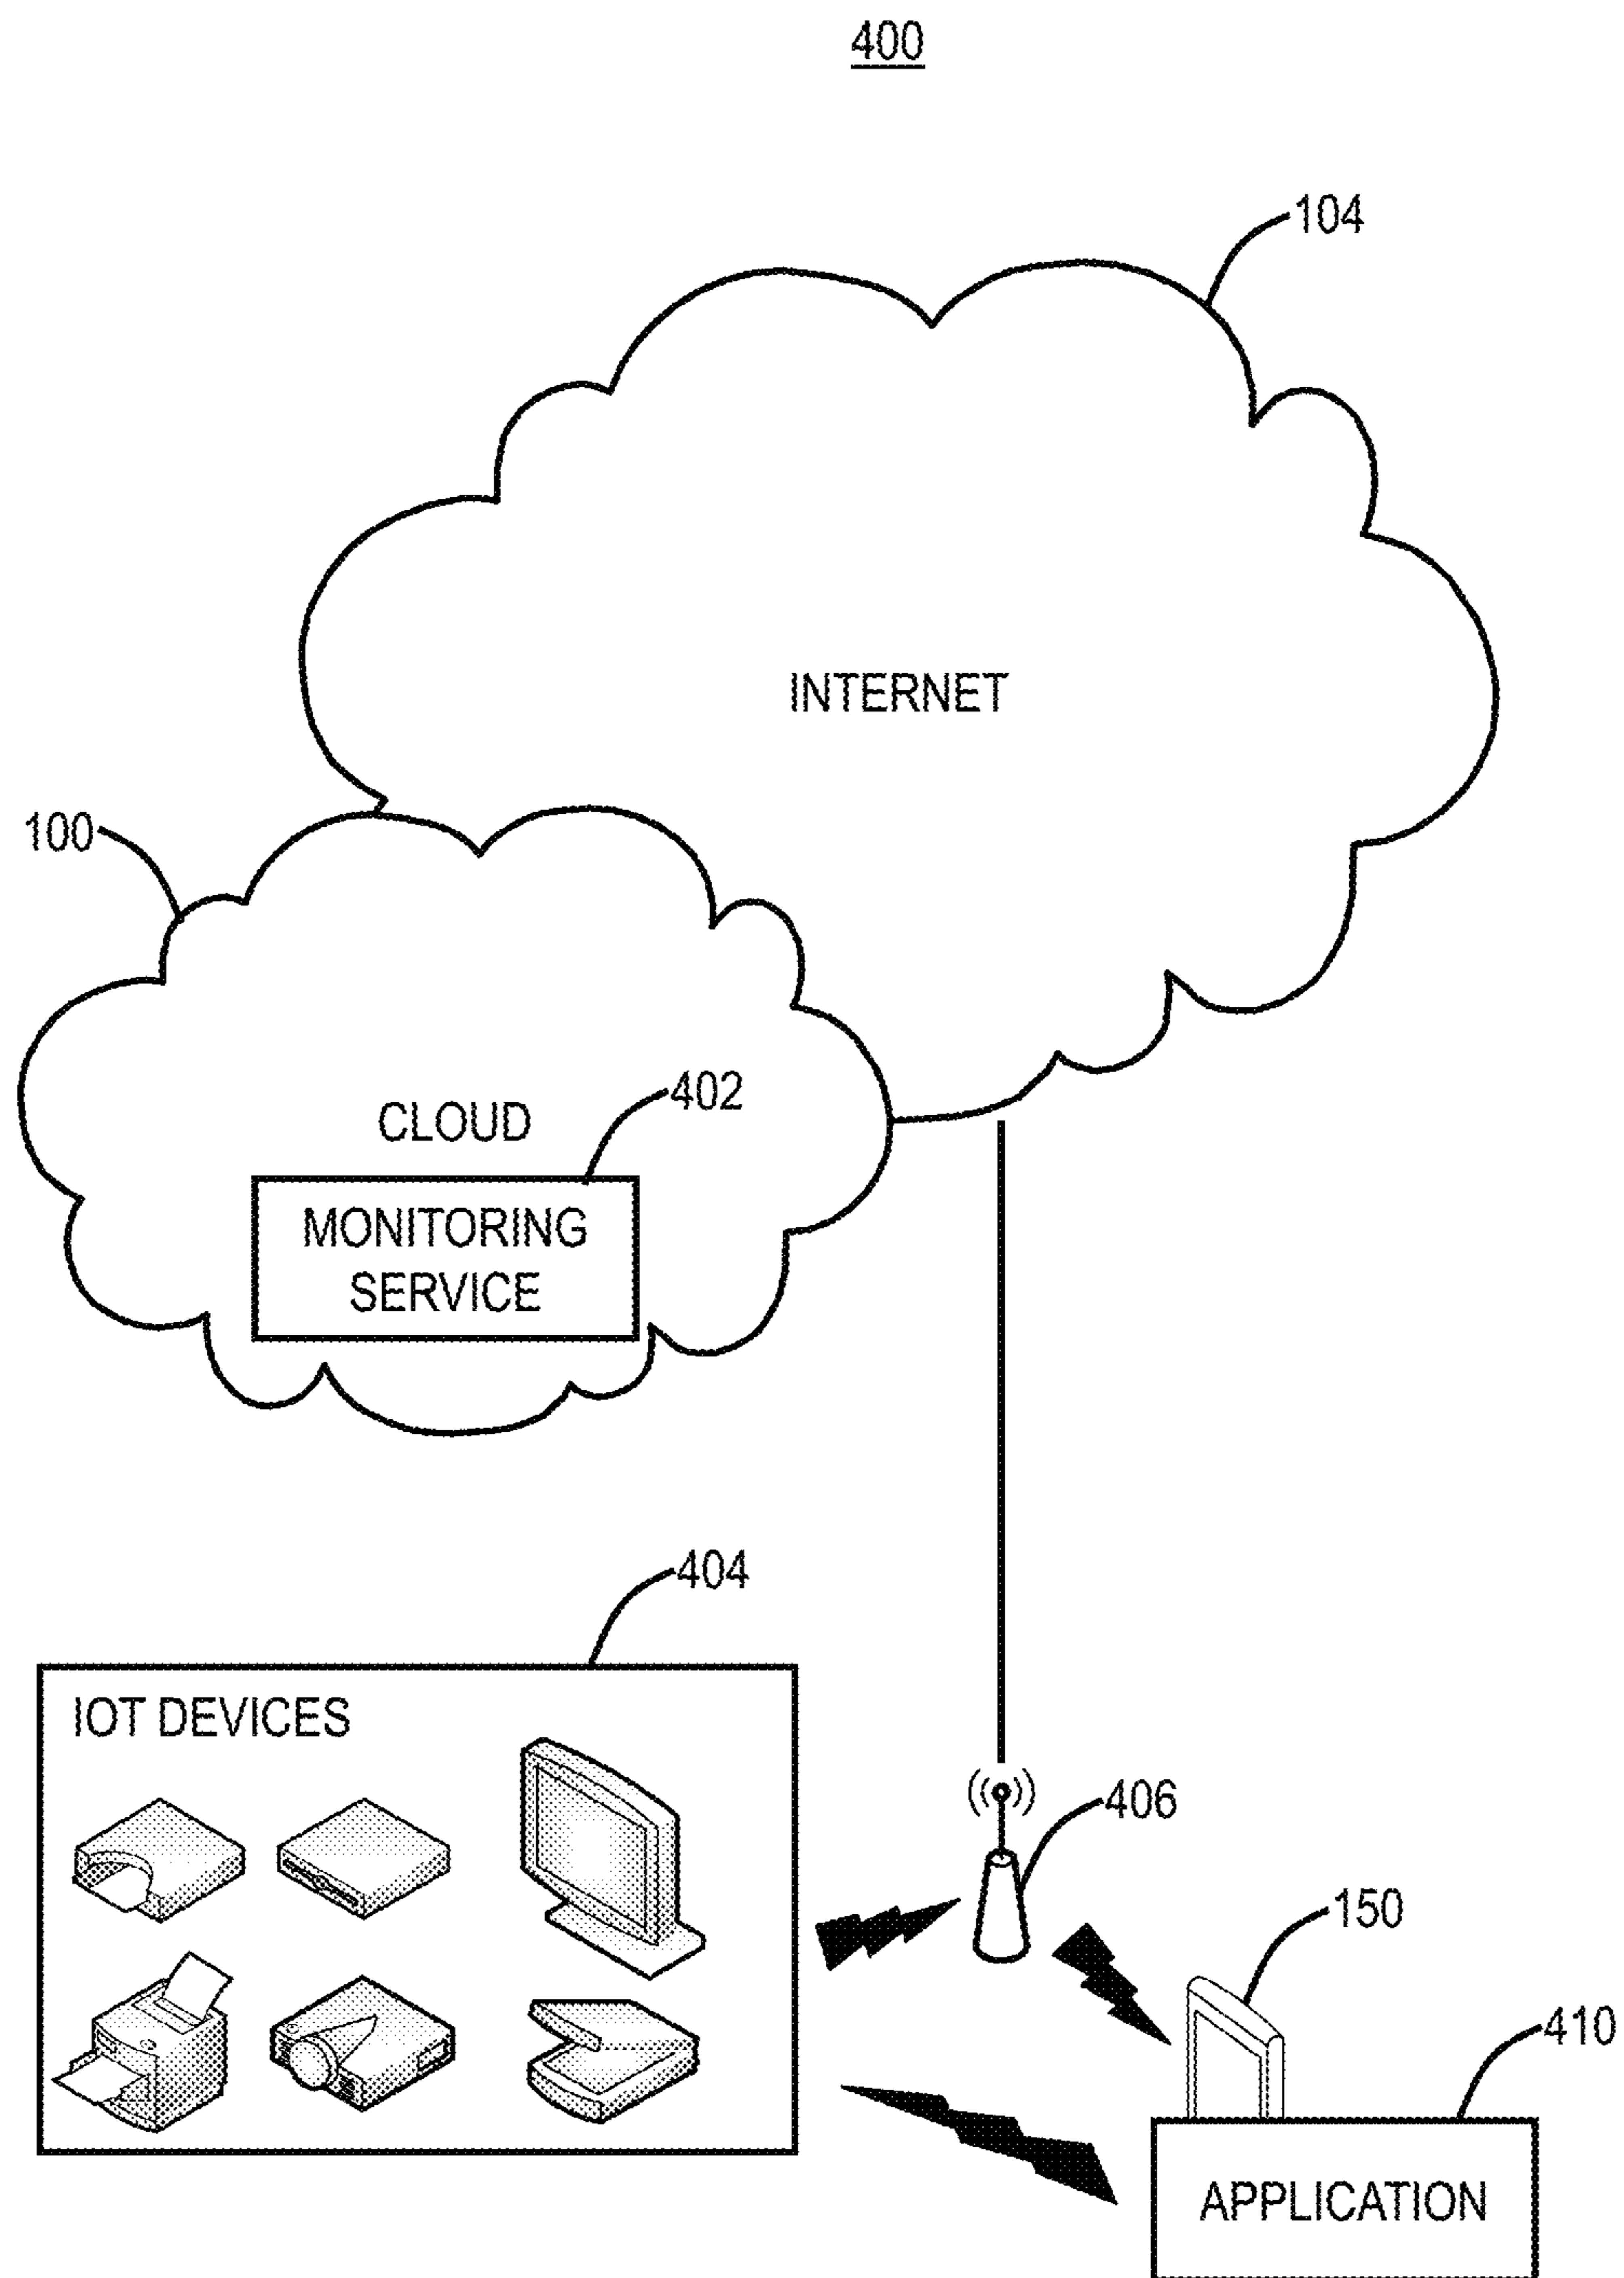 400
104
INTERNET
100
CLOUD
402
MONITORING
SERVICE
404
IOT DEVICES
406
150
410
APPLICATION